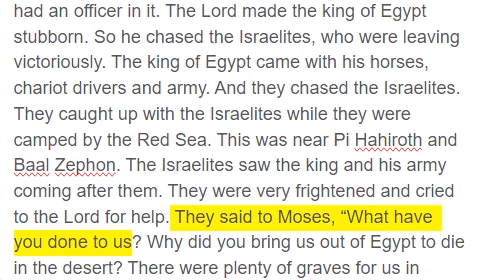 had an officer in it. The Lord made the king of Egypt
stubborn. So he chased the Israelites, who were leaving
victoriously. The king of Egypt came with his horses,
chariot drivers and army. And they chased the Israelites.
They caught up with the Israelites while they were
camped by the Red Sea. This was near Pi Hahiroth and
Baal Zephon. The Israelites saw the king and his army
coming after them. They were very frightened and cried
to the Lord for help. They said to Moses, “What have
you done to us? Why did you bring us out of Egypt to die
in the desert? There were plenty of graves for us in